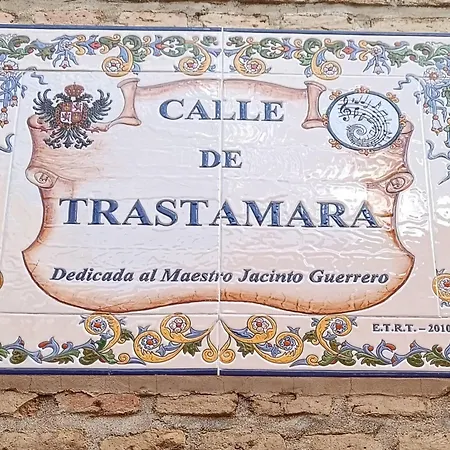 CALLE
DE
TRASTAMARA
Dedicada al Maestro Jacinto Guerrero
E.T.R.T. - 2010